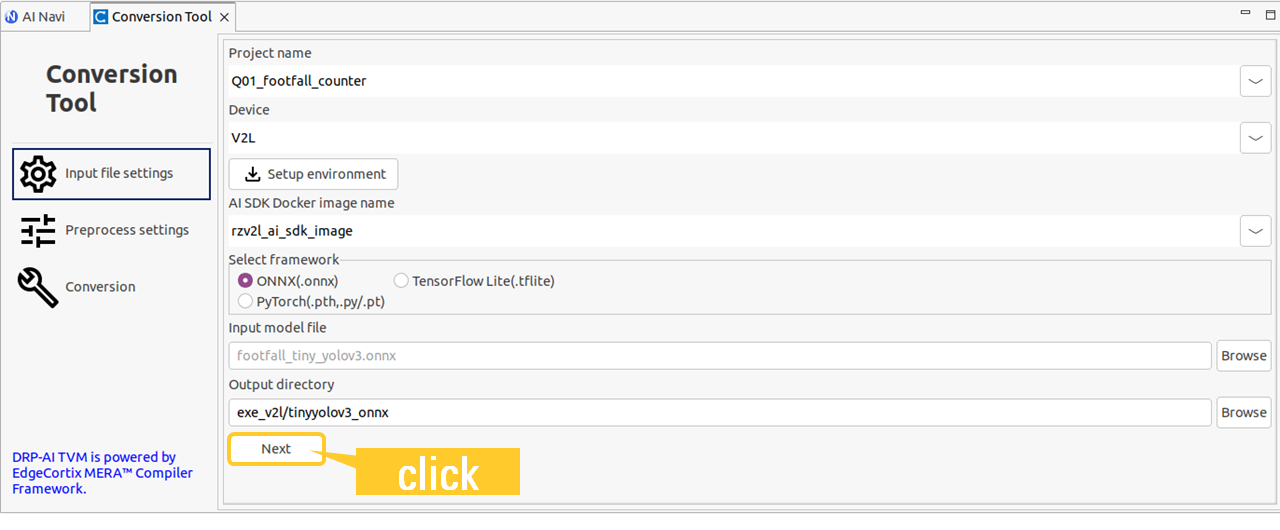 AI Navi
Conversion Tool
Conversion
Tool
Input file settings
Preprocess settings
Conversion
DRP-AI TVM is powered by
EdgeCortix MERA™ Compiler
Framework.
Project name
Q01_footfall_counter
Device
V2L
Setup environment
AI SDK Docker image name
rzv2l_ai_sdk_image
Select framework
ONNX(.onnx) TensorFlow Lite(.tflite)
PyTorch(.pth,.py/.pt)
Input model file
footfall_tiny_yolov3.onnx Browse
Output directory
exe_v2l/tinyyolov3_onnx Browse
Next
click